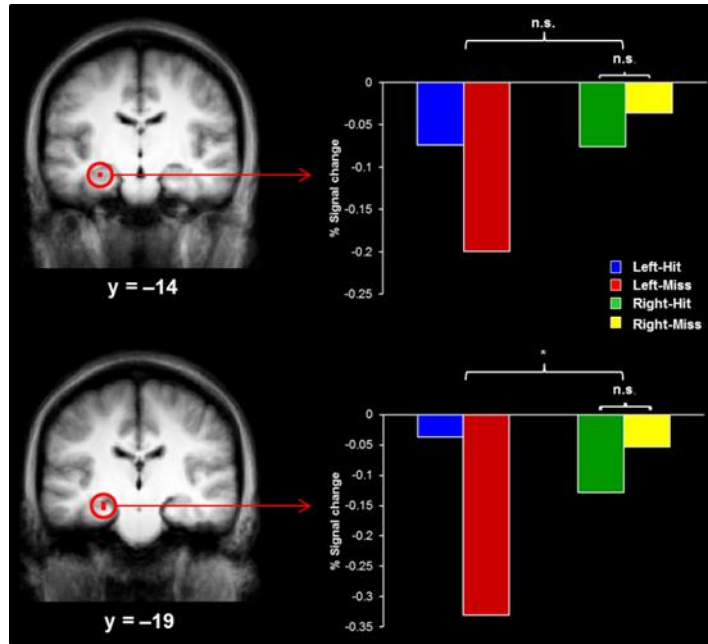 n.s.
n.s.
0
-0.05
-0.1
-0.15
-0.2
-0.25
% Signal change
Left-Hit
Left-Miss
Right-Hit
Right-Miss
y = –14
*
n.s.
0
-0.05
-0.1
-0.15
-0.2
-0.25
-0.3
-0.35
% Signal change
y = –19